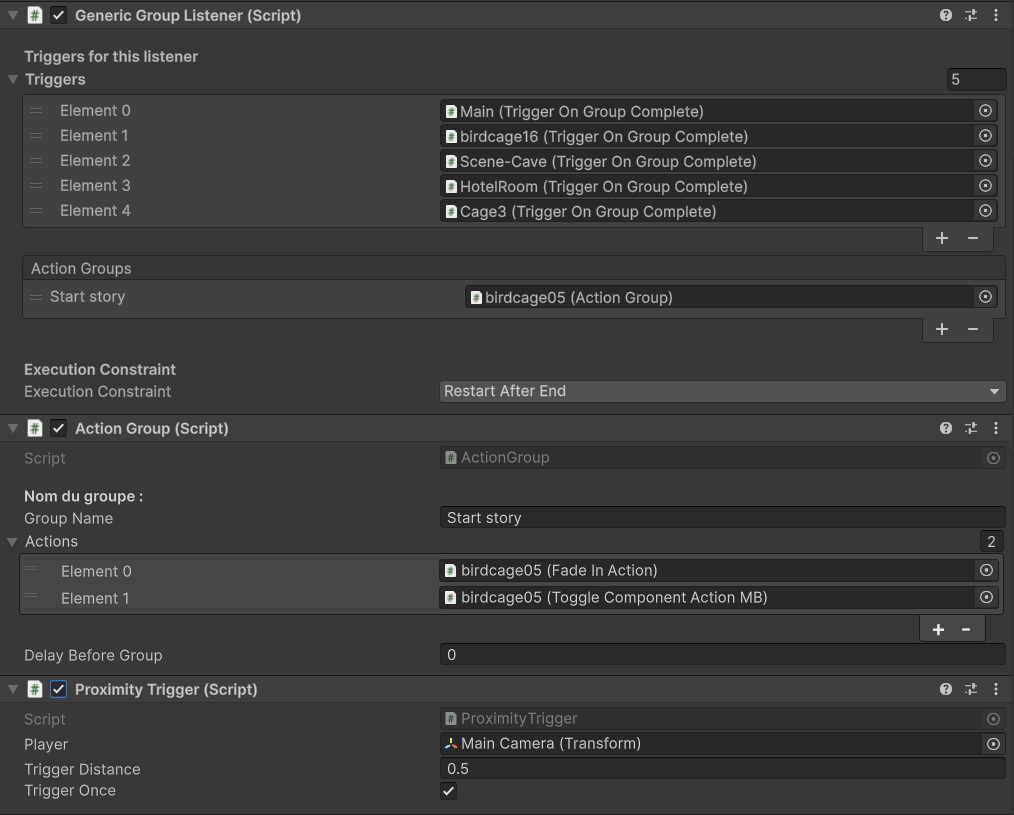 Generic Group Listener (Script)
Triggers for this listener
Triggers 5
Element 0 Main (Trigger On Group Complete)
Element 1 birdcage16 (Trigger On Group Complete)
Element 2 Scene-Cave (Trigger On Group Complete)
Element 3 HotelRoom (Trigger On Group Complete)
Element 4 Cage3 (Trigger On Group Complete)
+ −
Action Groups
Start story birdcage05 (Action Group)
+ −
Execution Constraint
Execution Constraint Restart After End
Action Group (Script)
Script ActionGroup
Nom du groupe :
Group Name Start story
Actions 2
Element 0 birdcage05 (Fade In Action)
Element 1 birdcage05 (Toggle Component Action MB)
+ −
Delay Before Group 0
Proximity Trigger (Script)
Script ProximityTrigger
Player Main Camera (Transform)
Trigger Distance 0.5
Trigger Once